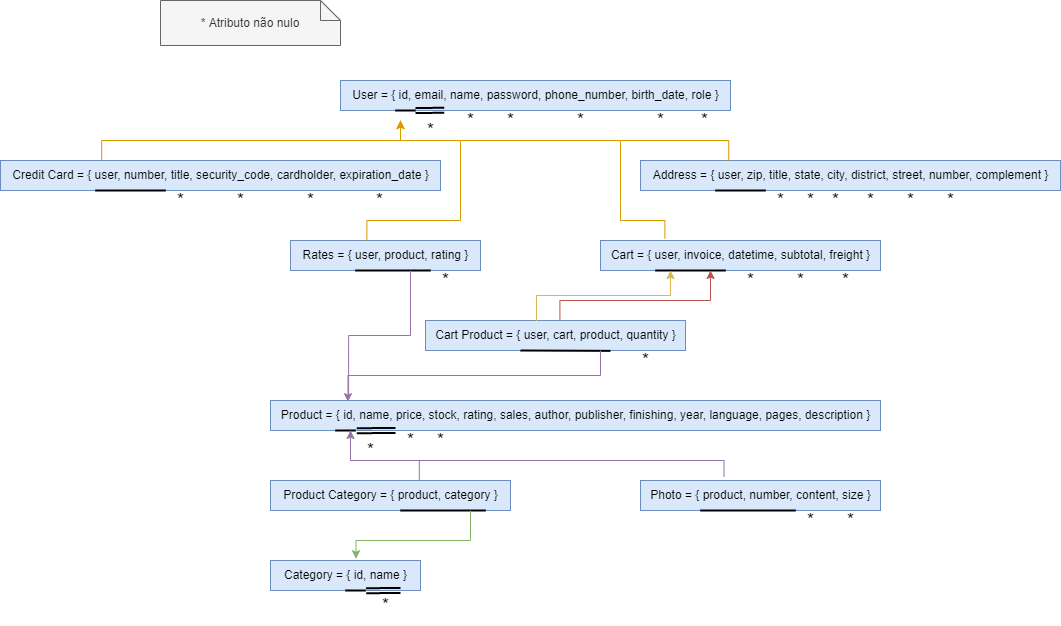 * Atributo não nulo
User = { id, email, name, password, phone_number, birth_date, role }
* * * * * *
Credit Card = { user, number, title, security_code, cardholder, expiration_date }
* * * *
Address = { user, zip, title, state, city, district, street, number, complement }
* * * * * *
Rates = { user, product, rating }
*
Cart = { user, invoice, datetime, subtotal, freight }
* * *
Cart Product = { user, cart, product, quantity }
*
Product = { id, name, price, stock, rating, sales, author, publisher, finishing, year, language, pages, description }
* * *
Product Category = { product, category }
Photo = { product, number, content, size }
* *
Category = { id, name }
*